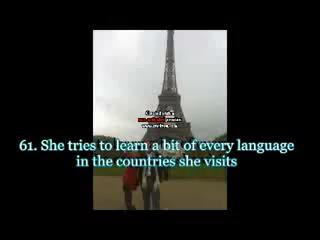 61. She tries to learn a bit of every language
in the countries she visits